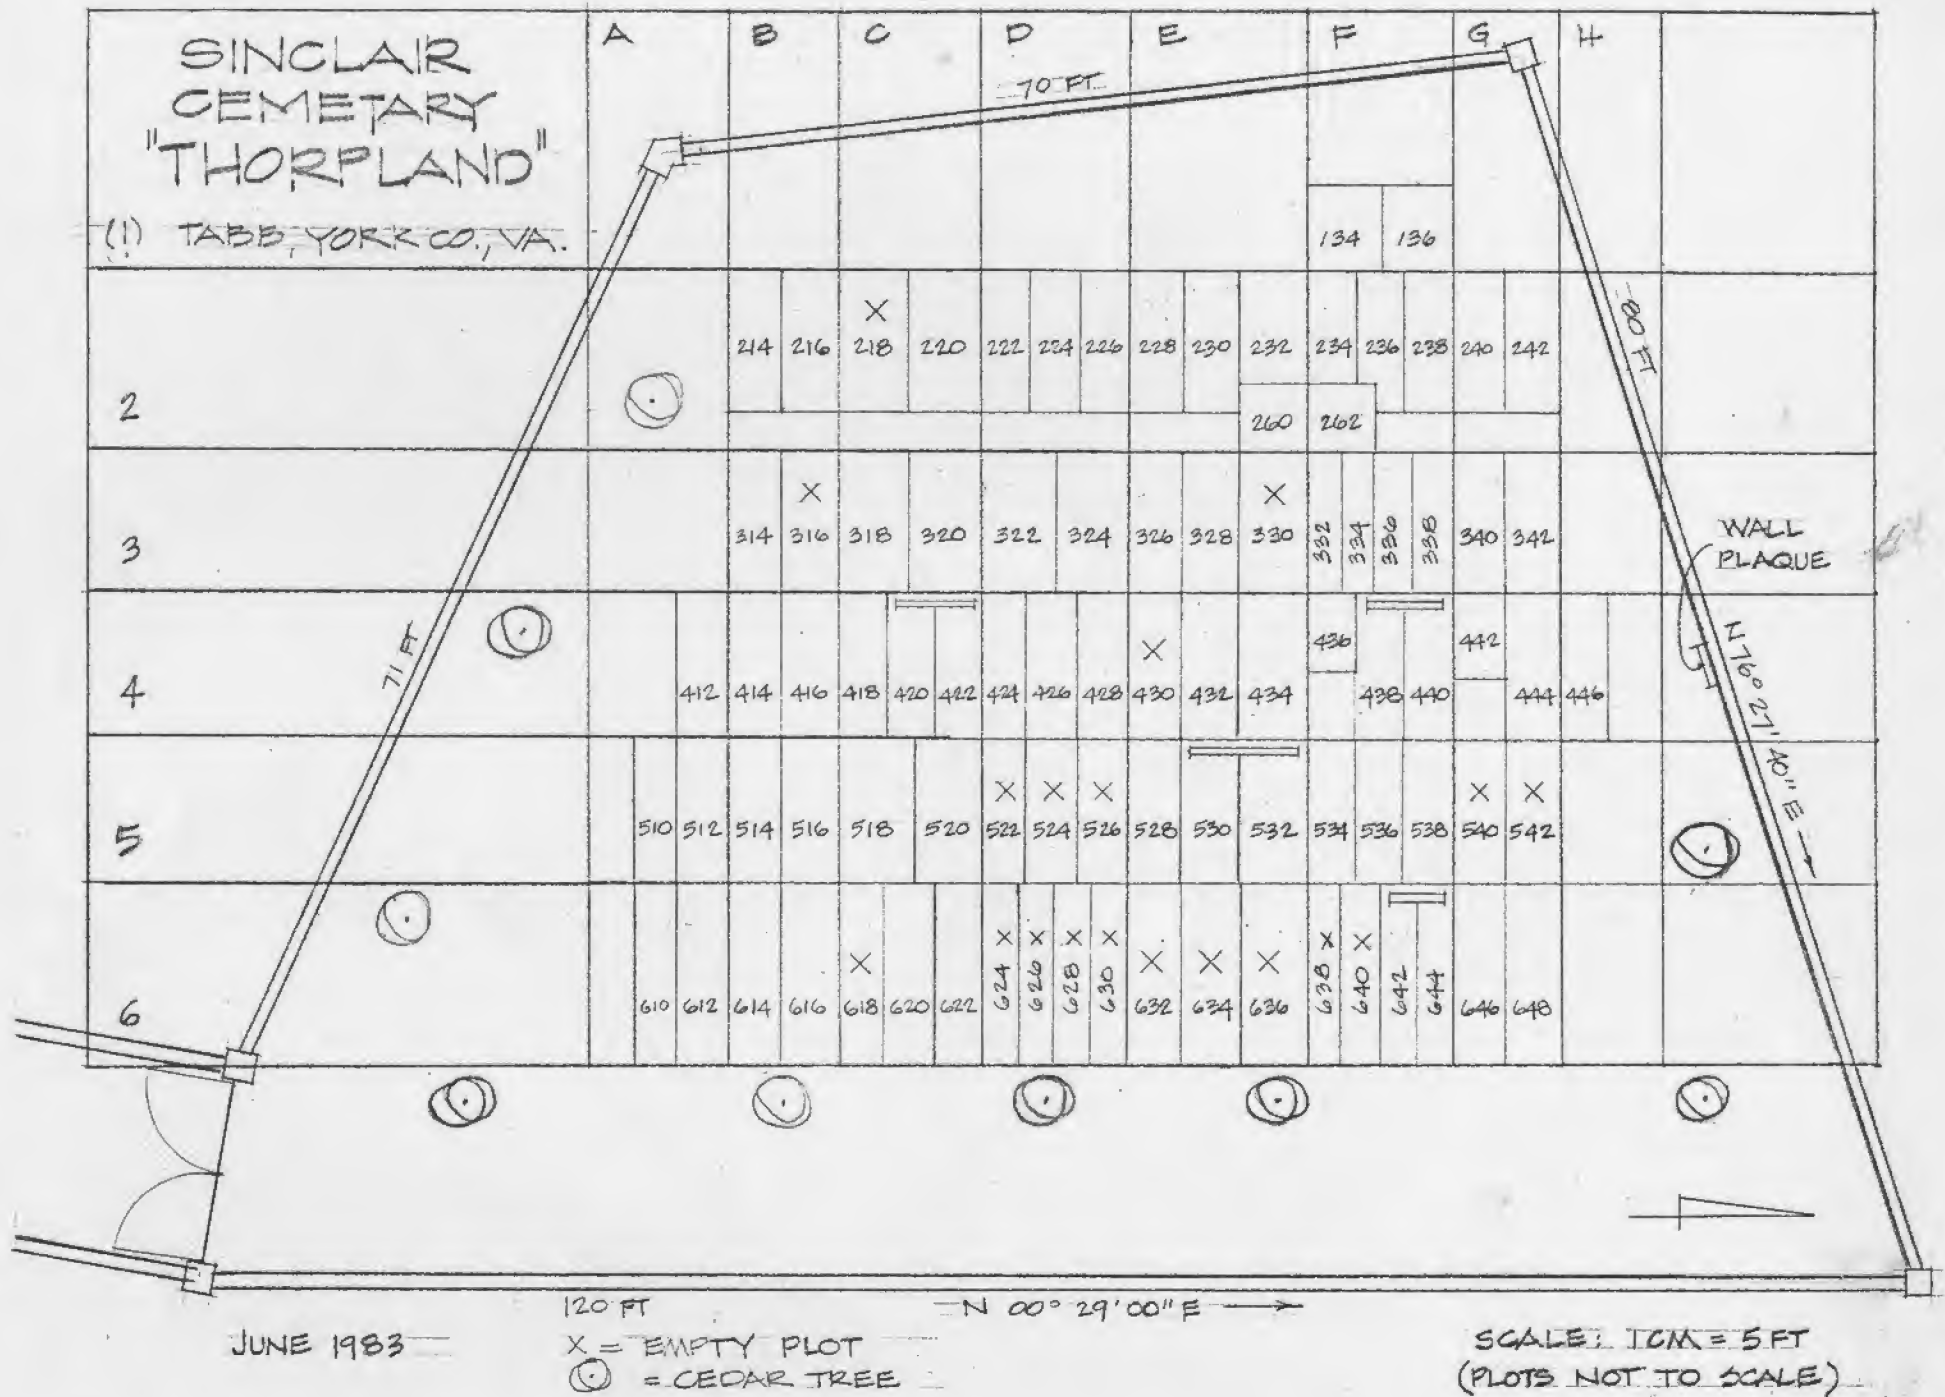 SINCLAIR
CEMETARY
"THORPLAND"
(1) TABB, YORK CO., VA.
A B C D E F G H
70 FT
134 136
2
214 216 218 220 222 224 226 228 230 232 234 236 238 240 242
X
260 262
80 FT
3
X X
314 316 318 320 322 324 326 328 330 332 334 336 338 340 342
WALL
PLAQUE
71 FT
4
X
436 442
412 414 416 418 420 422 424 426 428 430 432 434 438 440 444 446
N 76° 27' 40" E
5
X X X X X
510 512 514 516 518 520 522 524 526 528 530 532 534 536 538 540 542
6
X X X X X X X X X X
610 612 614 616 618 620 622 624 626 628 630 632 634 636 638 640 642 644 646 648
120 FT
N 00° 29' 00" E
JUNE 1983
X = EMPTY PLOT
= CEDAR TREE
SCALE: 1CM = 5 FT
(PLOTS NOT TO SCALE)